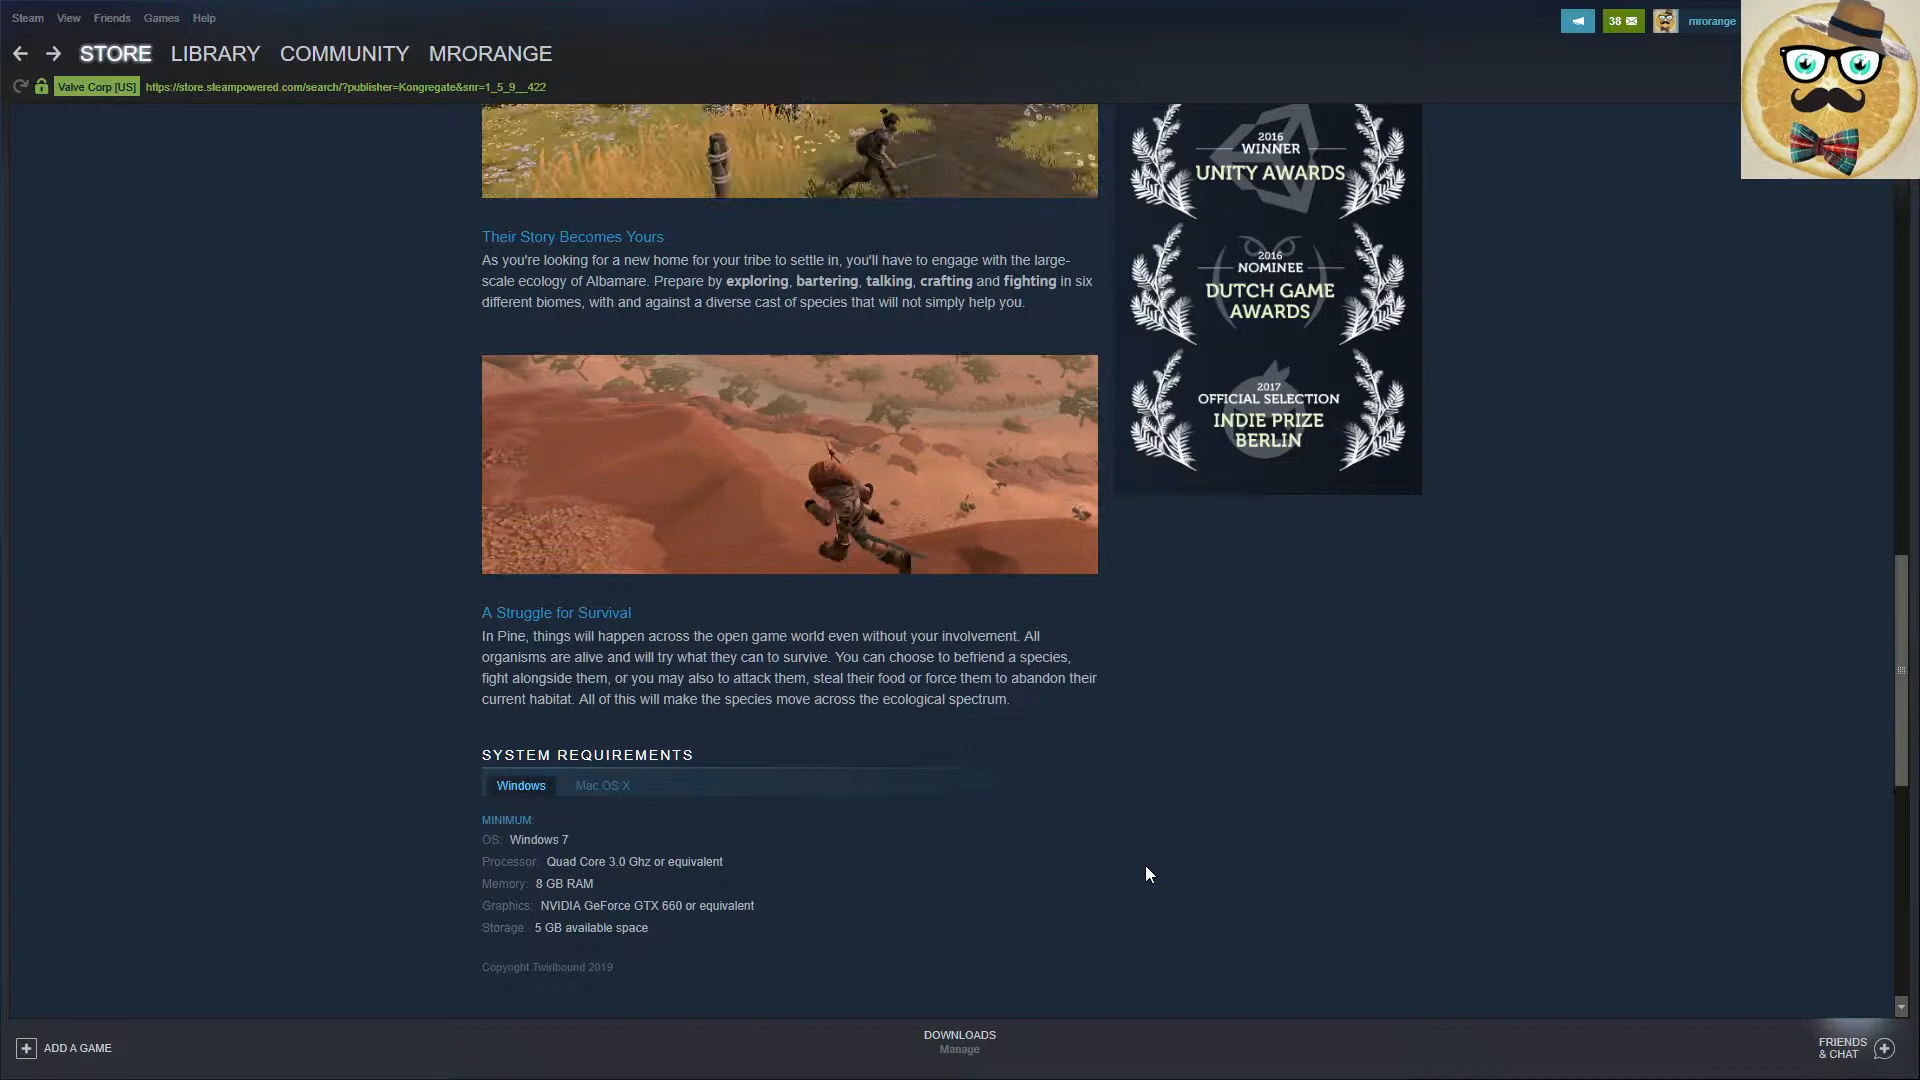 Steam View Friends Games Help
38
mrorange
STORE LIBRARY COMMUNITY MRORANGE
Valve Corp [US] https://store.steampowered.com/search/?publisher=Kongregate&snr=1_5_9__422
Their Story Becomes Yours
As you're looking for a new home for your tribe to settle in, you'll have to engage with the large-
scale ecology of Albamare. Prepare by exploring, bartering, talking, crafting and fighting in six
different biomes, with and against a diverse cast of species that will not simply help you.
A Struggle for Survival
In Pine, things will happen across the open game world even without your involvement. All
organisms are alive and will try what they can to survive. You can choose to befriend a species,
fight alongside them, or you may also to attack them, steal their food or force them to abandon their
current habitat. All of this will make the species move across the ecological spectrum.
SYSTEM REQUIREMENTS
Windows Mac OS X
MINIMUM:
OS: Windows 7
Processor: Quad Core 3.0 Ghz or equivalent
Memory: 8 GB RAM
Graphics: NVIDIA GeForce GTX 660 or equivalent
Storage: 5 GB available space
Copyright Twirlbound 2019
2016
WINNER
UNITY AWARDS
2016
NOMINEE
DUTCH GAME
AWARDS
2017
OFFICIAL SELECTION
INDIE PRIZE
BERLIN
ADD A GAME
DOWNLOADS
Manage
FRIENDS
& CHAT